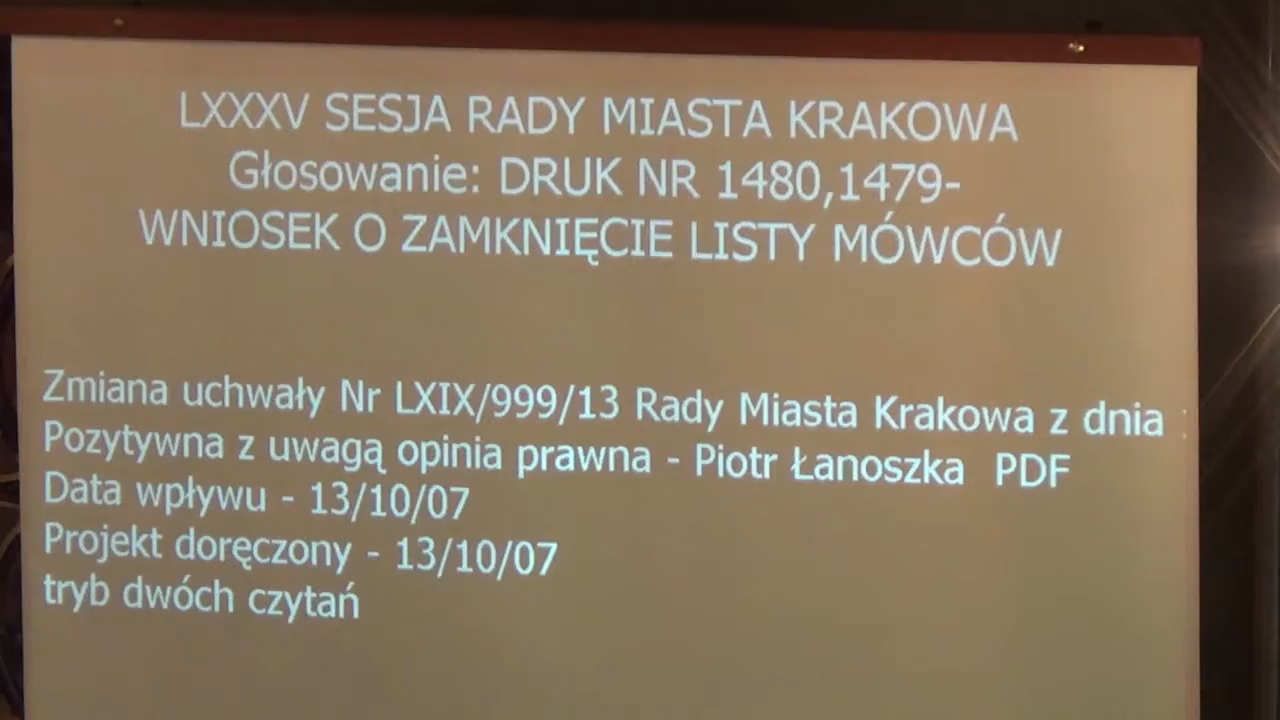 LXXXV SESJA RADY MIASTA KRAKOWA
Głosowanie: DRUK NR 1480,1479-
WNIOSEK O ZAMKNIĘCIE LISTY MÓWCÓW
Zmiana uchwały Nr LXIX/999/13 Rady Miasta Krakowa z dnia
Pozytywna z uwagą opinia prawna - Piotr Łanoszka PDF
Data wpływu - 13/10/07
Projekt doręczony - 13/10/07
tryb dwóch czytań